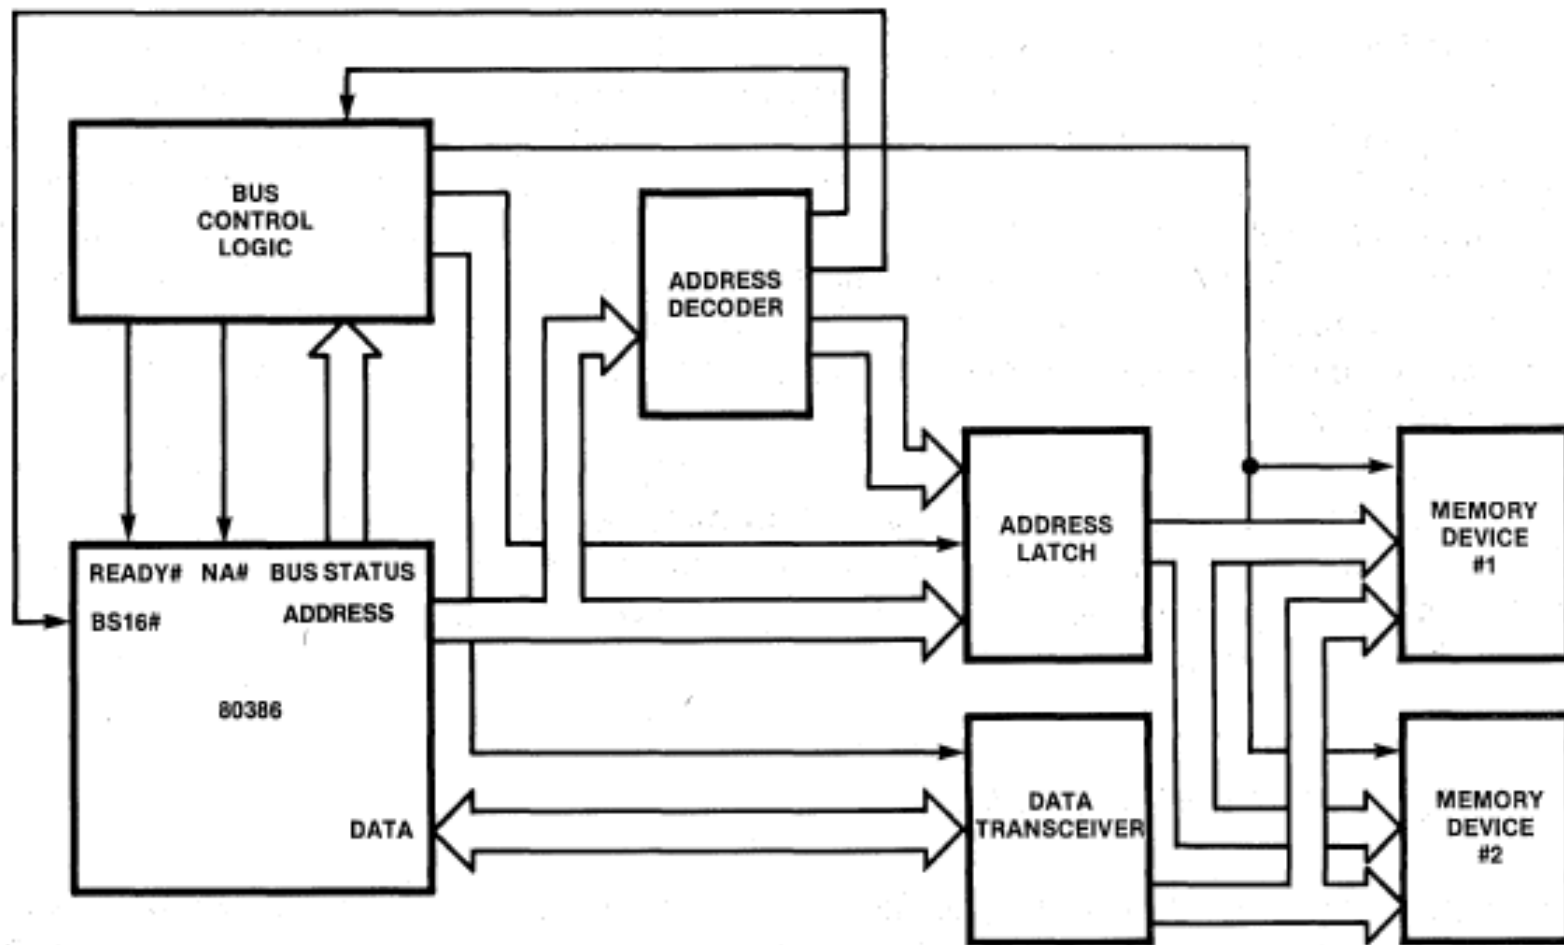 BUS
CONTROL
LOGIC
ADDRESS
DECODER
ADDRESS
LATCH
MEMORY
DEVICE
#1
READY# NA# BUS STATUS
BS16#
ADDRESS
80386
DATA
DATA
TRANSCEIVER
MEMORY
DEVICE
#2